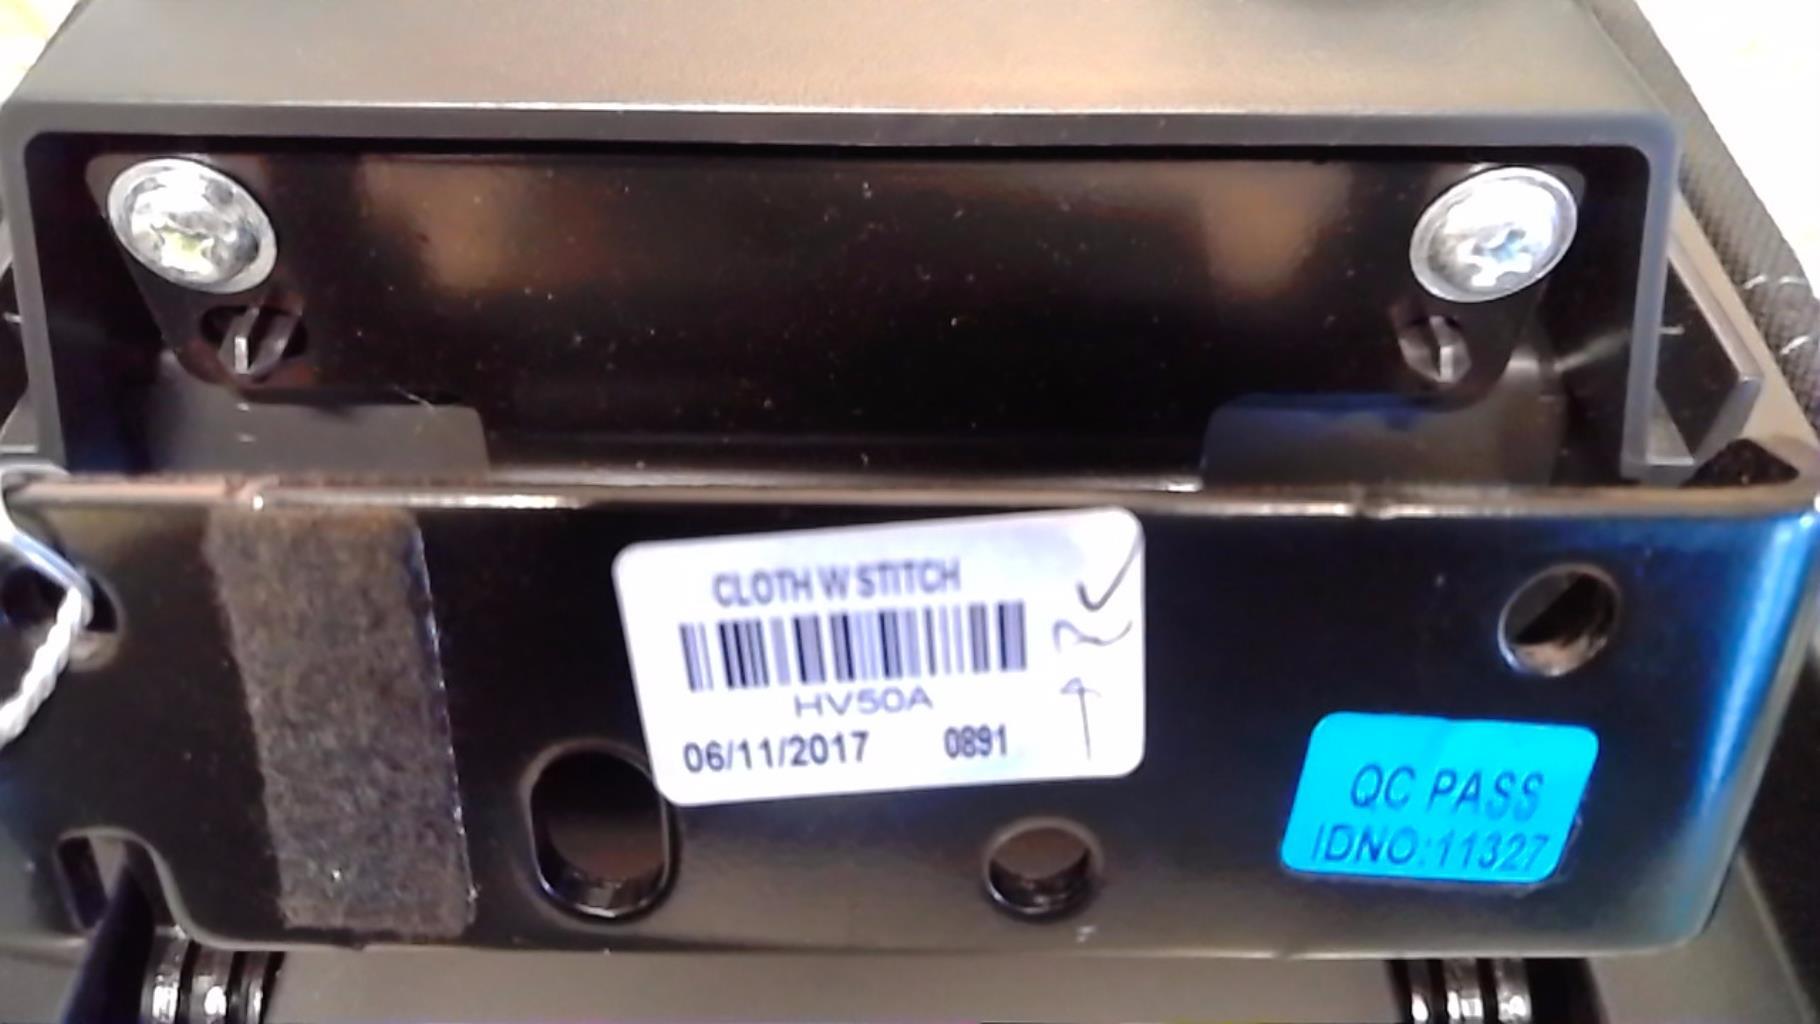 CLOTH W STITCH
HV50A
06/11/2017 0891
QC PASS
IDNO:11327